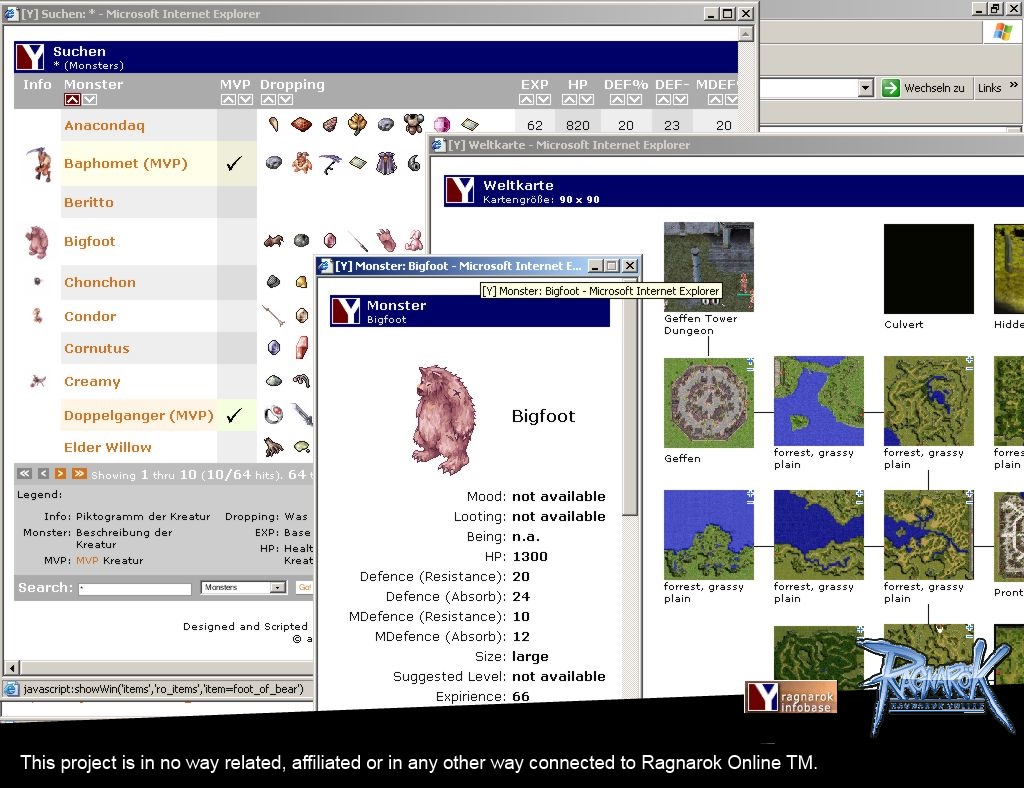 [Y] Suchen: * - Microsoft Internet Explorer
Y
Suchen
* (Monsters)
Info Monster MVP Dropping EXP HP DEF% DEF- MDEF%
Anacondaq 62 820 20 23 20
Baphomet (MVP)
Beritto
Bigfoot
Chonchon
Condor
Cornutus
Creamy
Doppelganger (MVP)
Elder Willow
Showing 1 thru 10 (10/64 hits). 64
Legend:
Info: Piktogramm der Kreatur Dropping: Was
Monster: Beschreibung der Kreatur EXP: Base
HP: Healt
Kreat
MVP: MVP Kreatur
Search: * Monsters Go!
Designed and Scripted
© a
javascript:showWin('items','ro_items','item=foot_of_bear')
Wechseln zu Links »
[Y] Weltkarte - Microsoft Internet Explorer
Y
Weltkarte
Kartengröße: 90 x 90
Geffen Tower
Dungeon
Culvert
Hidde
Geffen
forrest, grassy
plain
forrest, grassy
plain
forres
plain
forrest, grassy
plain
forrest, grassy
plain
forrest, grassy
plain
Pront
[Y] Monster: Bigfoot - Microsoft Internet E...
[Y] Monster: Bigfoot - Microsoft Internet Explorer
Y
Monster
Bigfoot
Bigfoot
Mood: not available
Looting: not available
Being: n.a.
HP: 1300
Defence (Resistance): 20
Defence (Absorb): 24
MDefence (Resistance): 10
MDefence (Absorb): 12
Size: large
Suggested Level: not available
Expirience: 66
Y ragnarok
infobase
RAGNAROK
RAGNAROK ONLINE
This project is in no way related, affiliated or in any other way connected to Ragnarok Online TM.